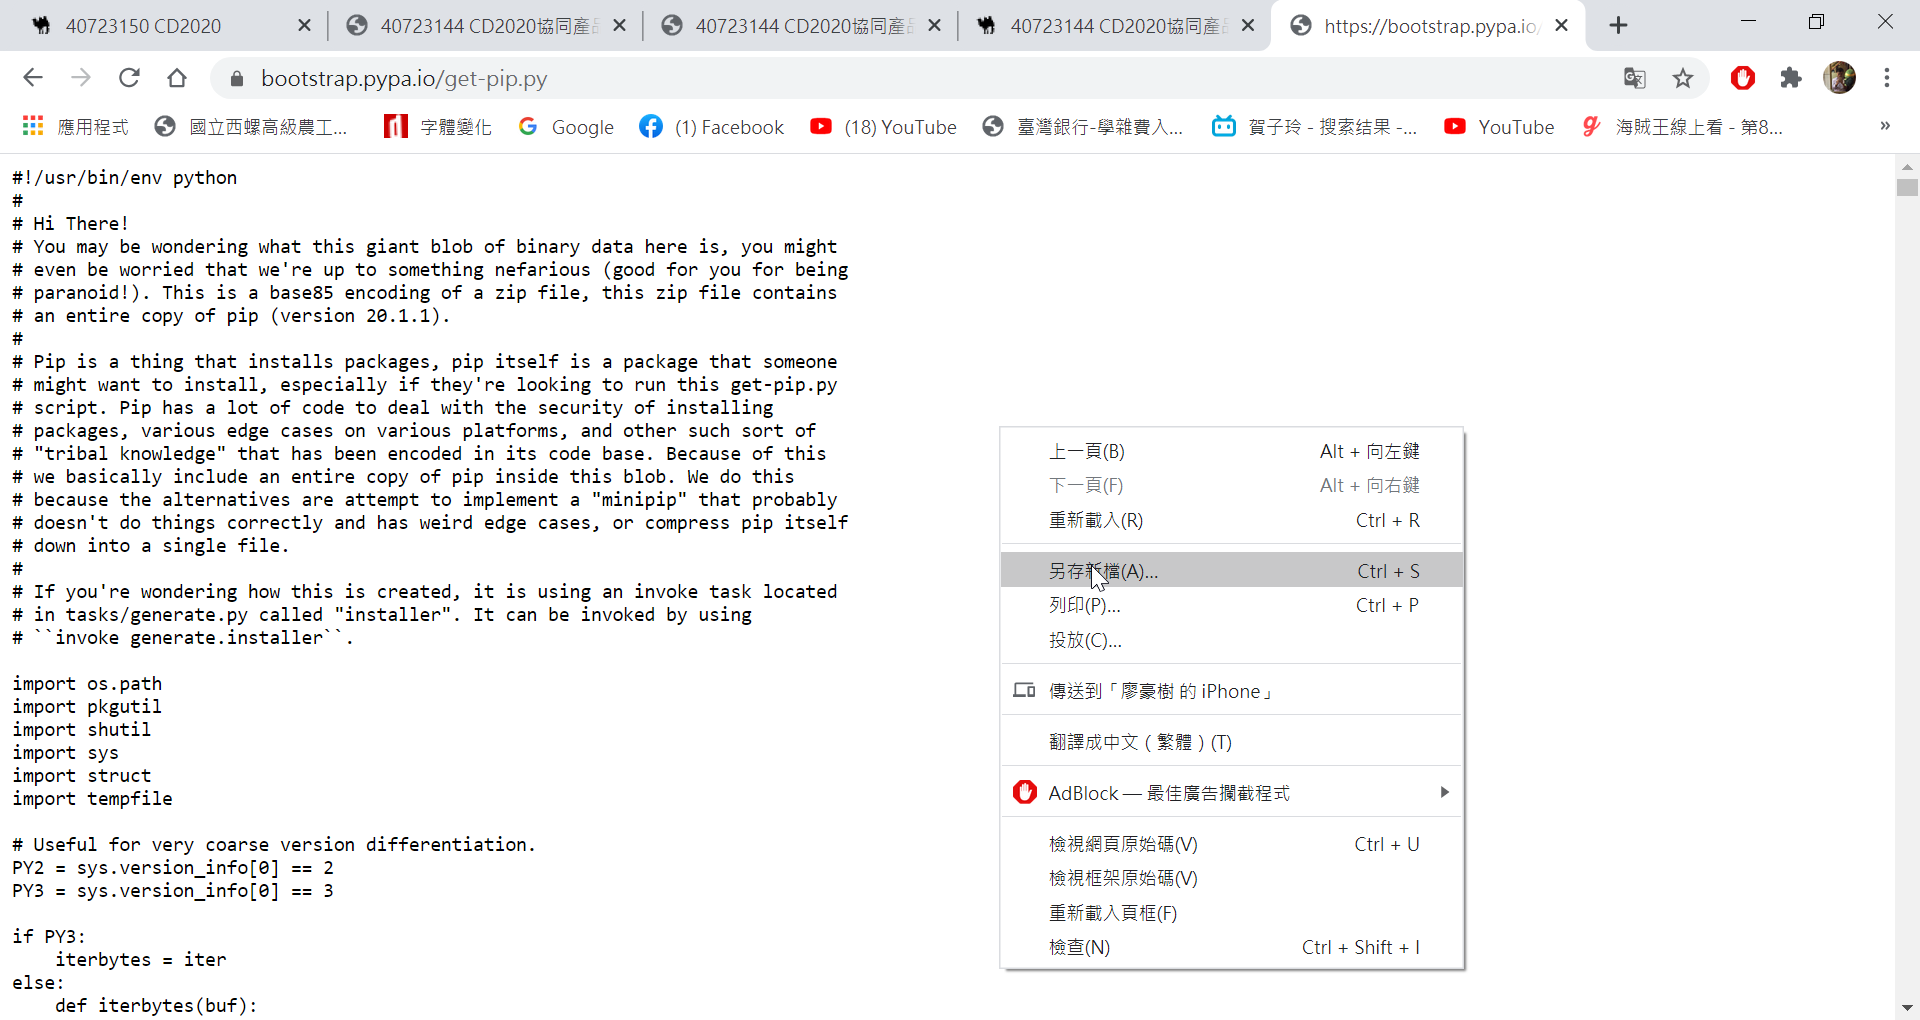 40723150 CD2020
40723144 CD2020協同產品
40723144 CD2020協同產品
40723144 CD2020協同產品
https://bootstrap.pypa.io/
bootstrap.pypa.io/get-pip.py
應用程式
國立西螺高級農工...
字體變化
Google
(1) Facebook
(18) YouTube
臺灣銀行-學雜費入...
賀子玲 - 搜索结果 -...
YouTube
海賊王線上看 - 第8...
»
#!/usr/bin/env python
#
# Hi There!
# You may be wondering what this giant blob of binary data here is, you might
# even be worried that we're up to something nefarious (good for you for being
# paranoid!). This is a base85 encoding of a zip file, this zip file contains
# an entire copy of pip (version 20.1.1).
#
# Pip is a thing that installs packages, pip itself is a package that someone
# might want to install, especially if they're looking to run this get-pip.py
# script. Pip has a lot of code to deal with the security of installing
# packages, various edge cases on various platforms, and other such sort of
# "tribal knowledge" that has been encoded in its code base. Because of this
# we basically include an entire copy of pip inside this blob. We do this
# because the alternatives are attempt to implement a "minipip" that probably
# doesn't do things correctly and has weird edge cases, or compress pip itself
# down into a single file.
#
# If you're wondering how this is created, it is using an invoke task located
# in tasks/generate.py called "installer". It can be invoked by using
# ``invoke generate.installer``.
import os.path
import pkgutil
import shutil
import sys
import struct
import tempfile
# Useful for very coarse version differentiation.
PY2 = sys.version_info[0] == 2
PY3 = sys.version_info[0] == 3
if PY3:
    iterbytes = iter
else:
    def iterbytes(buf):
上一頁(B) Alt + 向左鍵
下一頁(F) Alt + 向右鍵
重新載入(R) Ctrl + R
另存新檔(A)... Ctrl + S
列印(P)... Ctrl + P
投放(C)...
傳送到「廖豪樹 的 iPhone」
翻譯成中文 ( 繁體 ) (T)
AdBlock — 最佳廣告攔截程式
檢視網頁原始碼(V) Ctrl + U
檢視框架原始碼(V)
重新載入頁框(F)
檢查(N) Ctrl + Shift + I